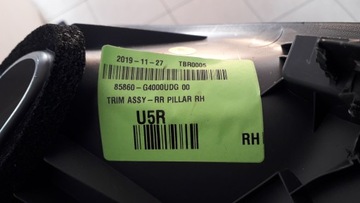 2019-11-27 TBR0005
85860-G4000UDG 00
TRIM ASSY-RR PILLAR RH
U5R
RH